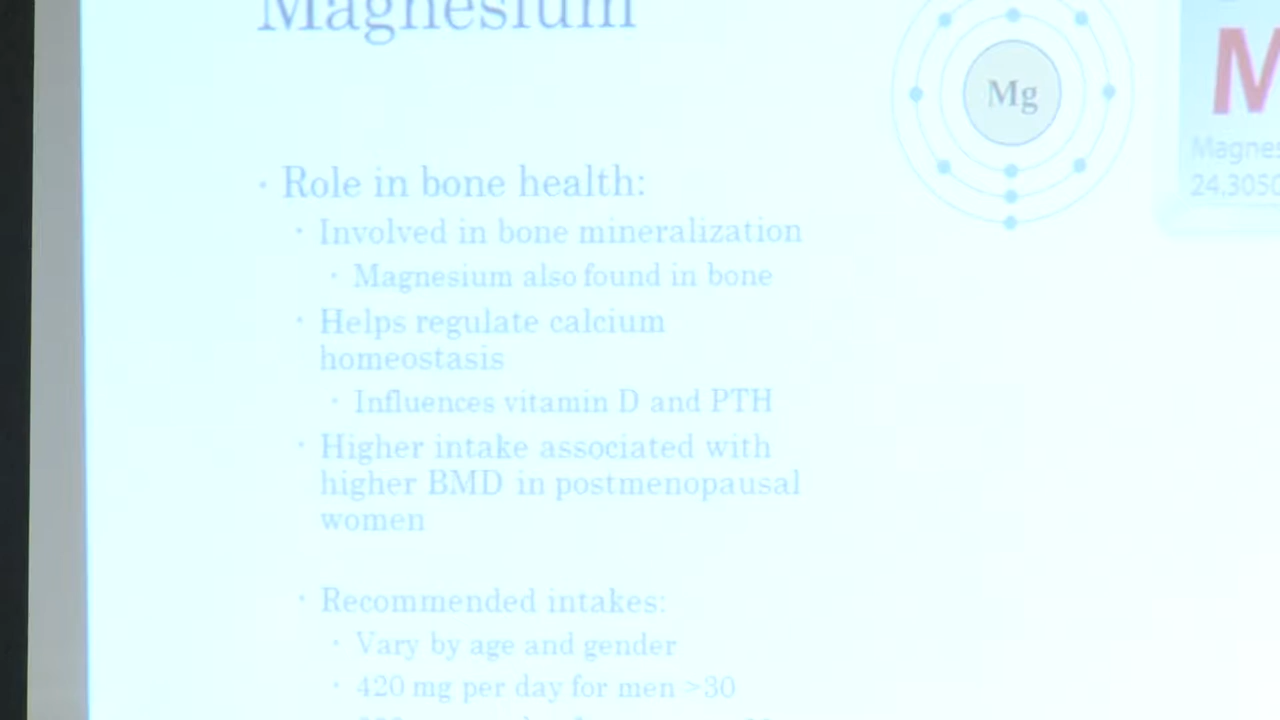 Magnesium
Mg
Magnes
24.3050
• Role in bone health:
• Involved in bone mineralization
• Magnesium also found in bone
• Helps regulate calcium
homeostasis
• Influences vitamin D and PTH
• Higher intake associated with
higher BMD in postmenopausal
women
• Recommended intakes:
• Vary by age and gender
• 420 mg per day for men >30